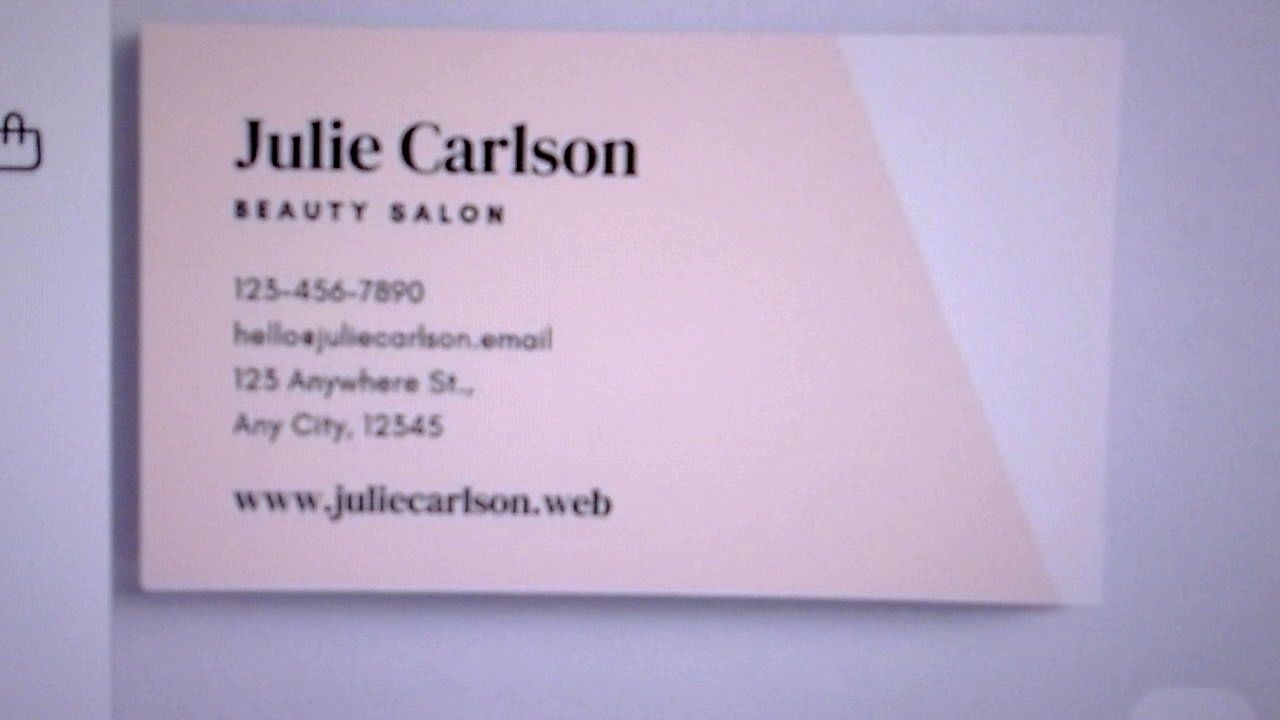 Julie Carlson
BEAUTY SALON
123-456-7890
hello@juliecarlson.email
123 Anywhere St.,
Any City, 12345
www.juliecarlson.web